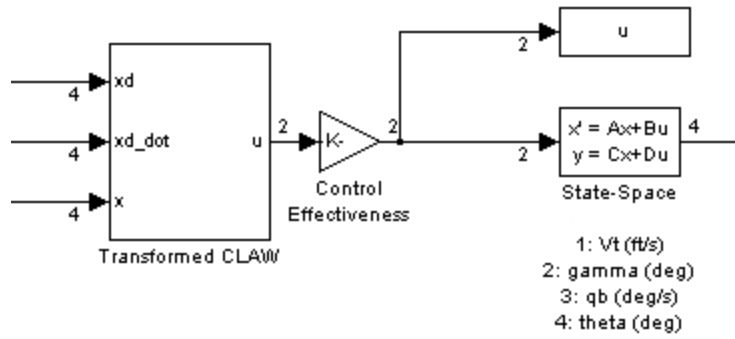 2
u
4
xd
4
xd_dot
u
2
K-
2
2
x' = Ax+Bu
y = Cx+Du
4
4
x
Control
Effectiveness
State-Space
Transformed CLAW
1: Vt (ft/s)
2: gamma (deg)
3: qb (deg/s)
4: theta (deg)